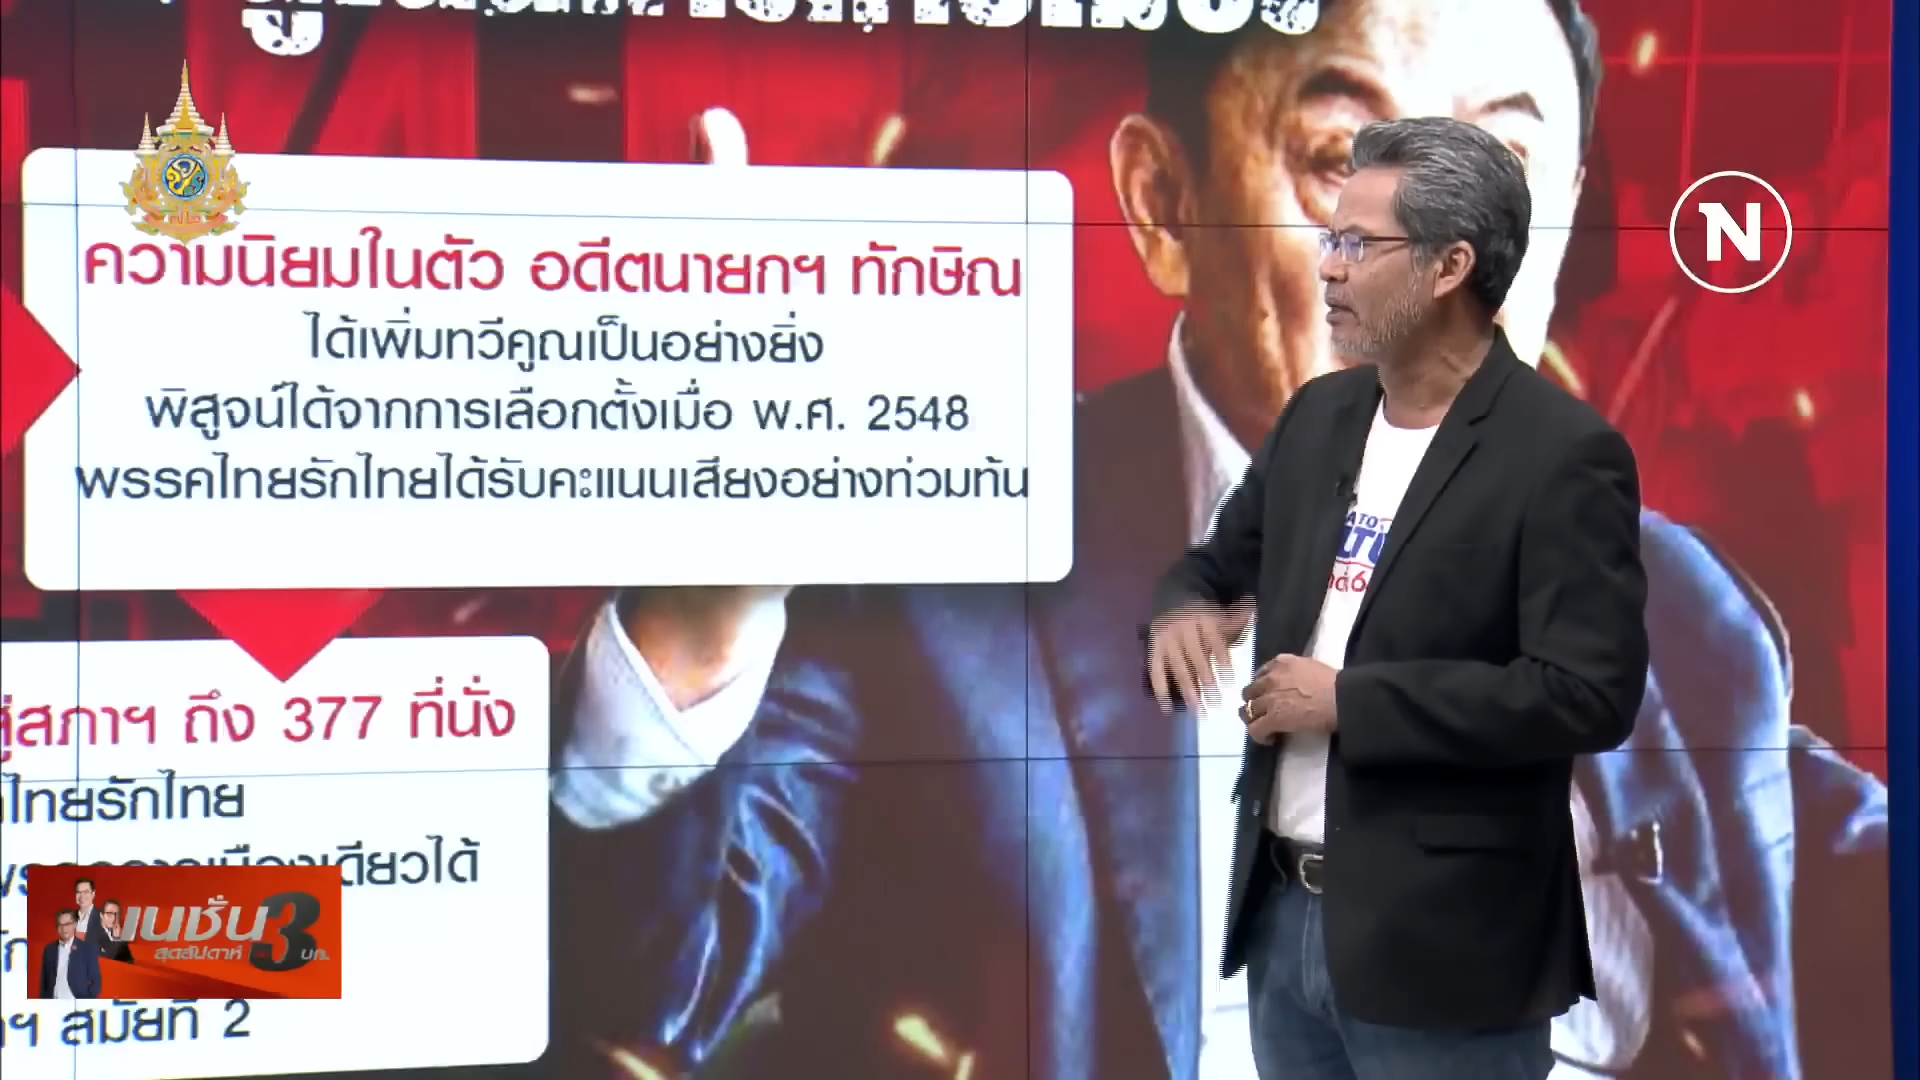 N
ความนิยมในตัว อดีตนายกฯ ทักษิณ
ได้เพิ่มทวีคูณเป็นอย่างยิ่ง
พิสูจน์ได้จากการเลือกตั้งเมื่อ พ.ศ. 2548
พรรคไทยรักไทยได้รับคะแนนเสียงอย่างท่วมท้น
สู่สภาฯ ถึง 377 ที่นั่ง
ไทยรักไทย
เดียวได้
ฯ สมัยที่ 2
เนชั่น 3 บก.
สุดสัปดาห์